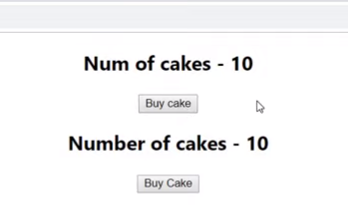 Num of cakes - 10
Buy cake
Number of cakes - 10
Buy Cake